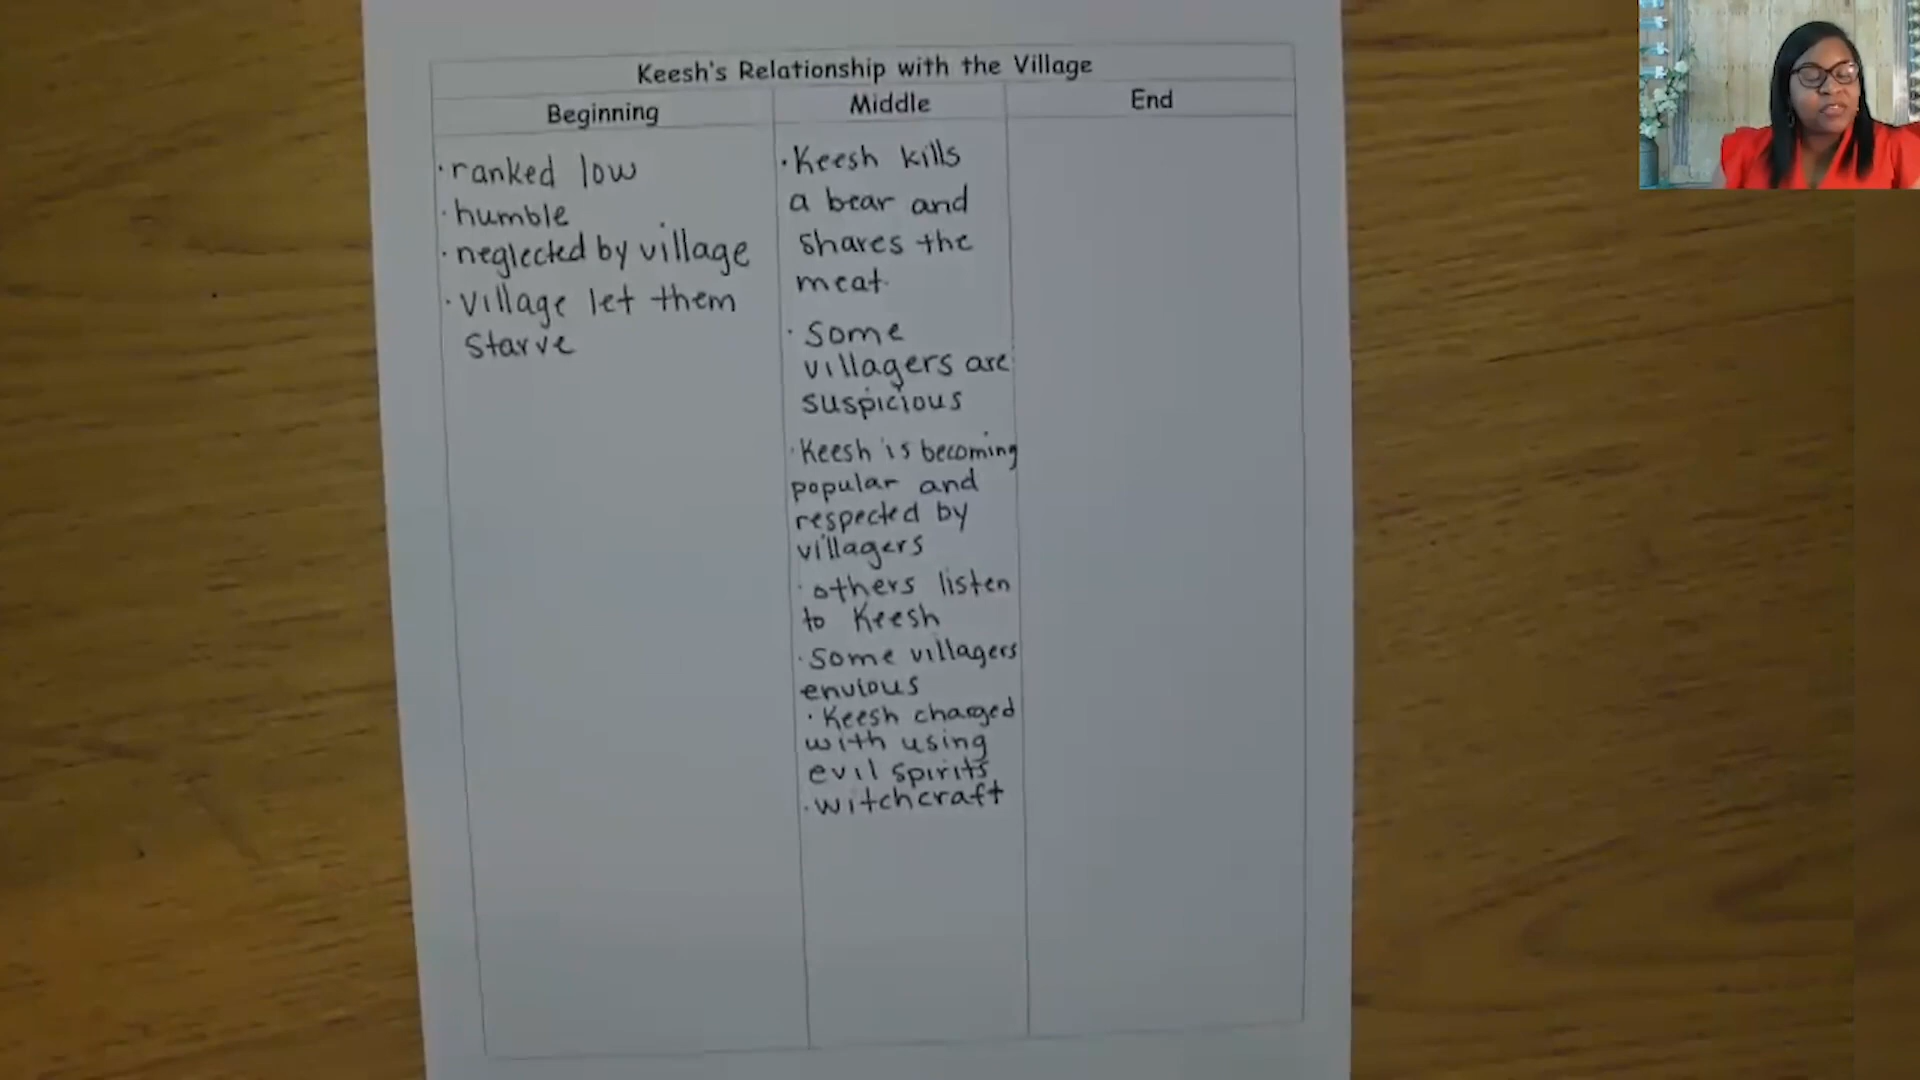 Keesh's Relationship with the Village
Beginning
Middle
End
· ranked low
· humble
· neglected by village
· village let them
starve
· Keesh kills
a bear and
shares the
meat.
· Some
villagers are
suspicious
· Keesh is becoming
popular and
respected by
villagers
· others listen
to Keesh
· Some villagers
envious
· Keesh charged
with using
evil spirits
· witchcraft